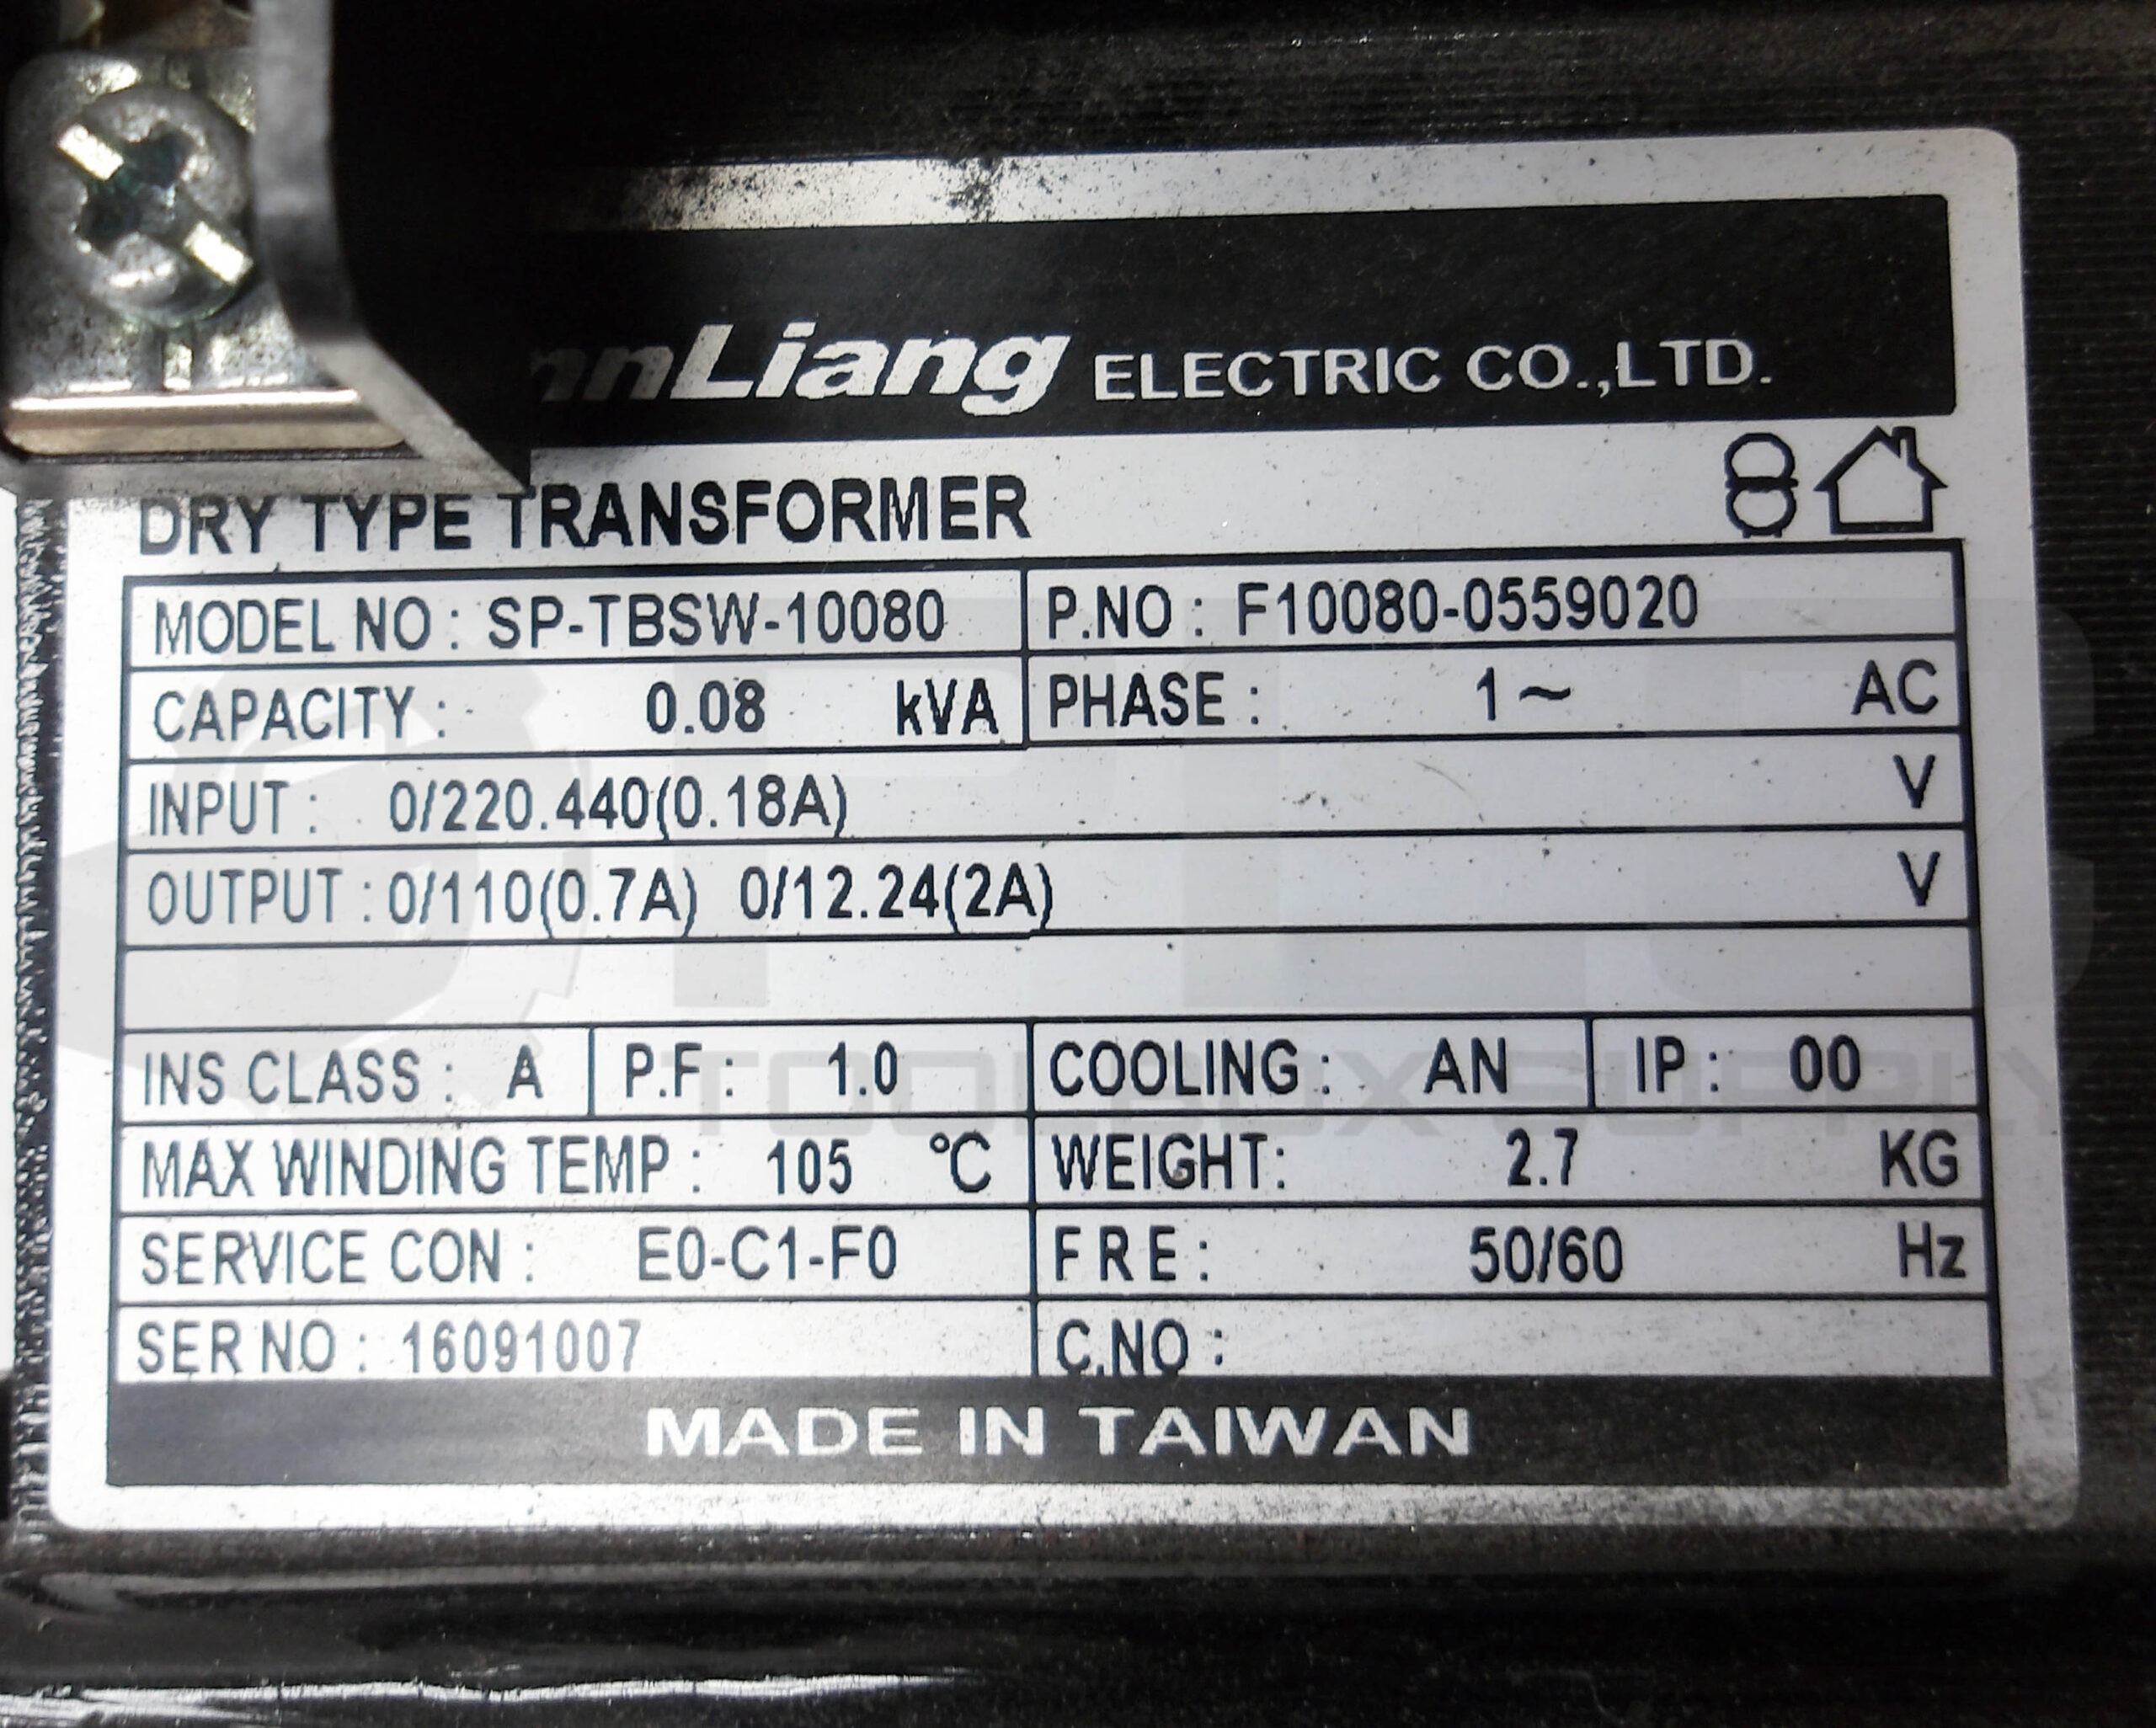 nnLiang ELECTRIC CO.,LTD.
DRY TYPE TRANSFORMER
MODEL NO : SP-TBSW-10080 P.NO : F10080-0559020
CAPACITY : 0.08 kVA PHASE : 1~ AC
INPUT : 0/220.440(0.18A) V
OUTPUT : 0/110(0.7A) 0/12.24(2A) V
INS CLASS : A P.F : 1.0 COOLING : AN IP : 00
MAX WINDING TEMP : 105 °C WEIGHT: 2.7 KG
SERVICE CON : E0-C1-F0 FRE : 50/60 Hz
SER NO : 16091007 C.NO :
MADE IN TAIWAN
PLC
TOOLBOX SUPPLY